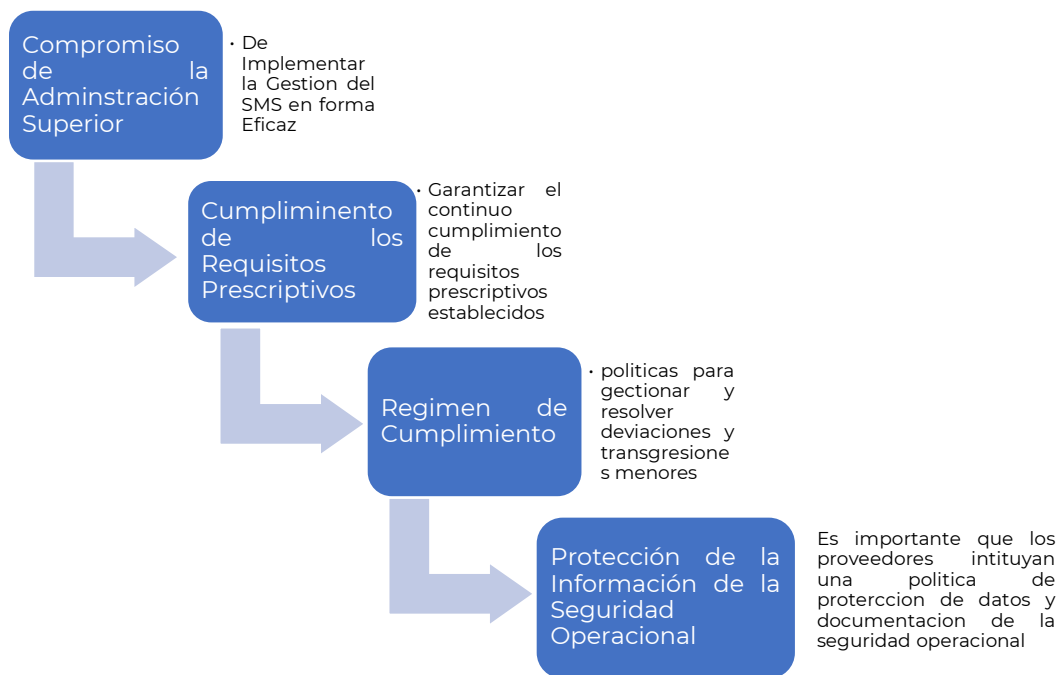 Compromiso
de la
Adminstración
Superior
• De
Implementar
la Gestion del
SMS en forma
Eficaz
Cumpliminento
de los
Requisitos
Prescriptivos
• Garantizar el
continuo
cumplimiento
de los
requisitos
prescriptivos
establecidos
Regimen de
Cumplimiento
• politicas para
gectionar y
resolver
deviaciones y
transgresione
s menores
Protección de la
Información de la
Seguridad
Operacional
Es importante que los
proveedores intituyan
una politica de
proterccion de datos y
documentacion de la
seguridad operacional